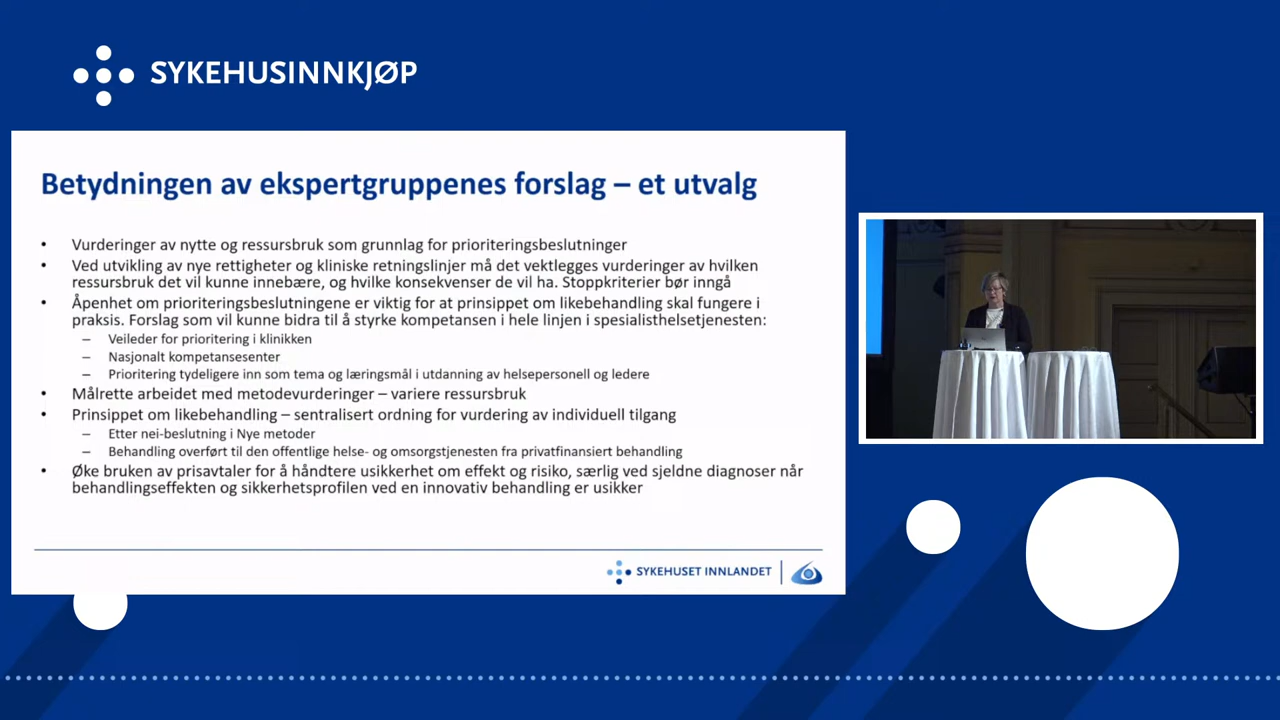 SYKEHUSINNKJØP
Betydningen av ekspertgruppenes forslag – et utvalg
• Vurderinger av nytte og ressursbruk som grunnlag for prioriteringsbeslutninger
• Ved utvikling av nye rettigheter og kliniske retningslinjer må det vektlegges vurderinger av hvilken
ressursbruk det vil kunne innebære, og hvilke konsekvenser de vil ha. Stoppkriterier bør inngå
• Åpenhet om prioriteringsbeslutningene er viktig for at prinsippet om likebehandling skal fungere i
praksis. Forslag som vil kunne bidra til å styrke kompetansen i hele linjen i spesialisthelsetjenesten:
– Veileder for prioritering i klinikken
– Nasjonalt kompetansesenter
– Prioritering tydeligere inn som tema og læringsmål i utdanning av helsepersonell og ledere
• Målrette arbeidet med metodevurderinger – variere ressursbruk
• Prinsippet om likebehandling – sentralisert ordning for vurdering av individuell tilgang
– Etter nei-beslutning i Nye metoder
– Behandling overført til den offentlige helse- og omsorgstjenesten fra privatfinansiert behandling
• Øke bruken av prisavtaler for å håndtere usikkerhet om effekt og risiko, særlig ved sjeldne diagnoser når
behandlingseffekten og sikkerhetsprofilen ved en innovativ behandling er usikker
SYKEHUSET INNLANDET